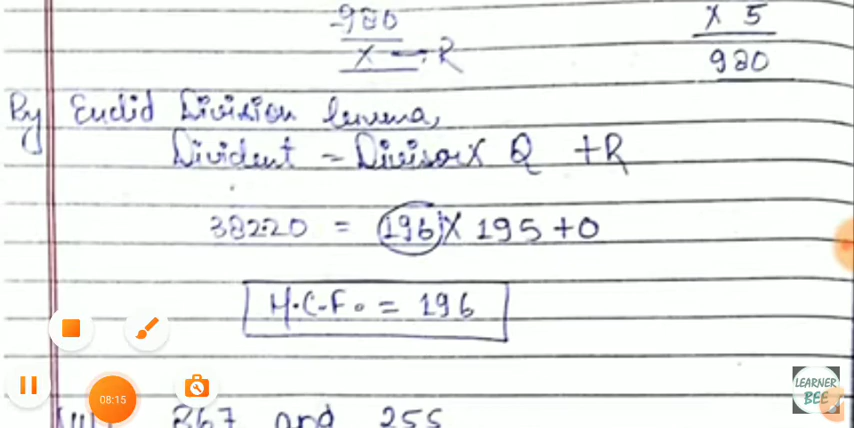 980
× 5
x → R
980
By Euclid Division lemma,
Divident = Divisor × Q + R
38220 = 196 × 195 + 0
H.C.F. = 196
08:15
LEARNER
BEE
(iii) 867 and 255